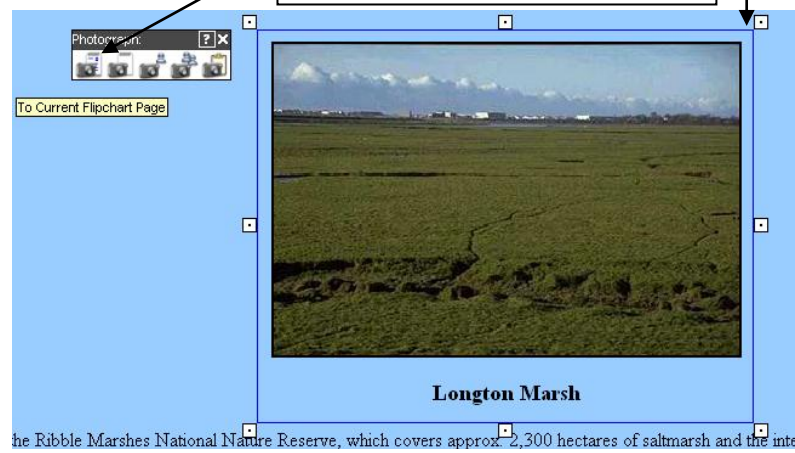 Photograph:
To Current Flipchart Page
Longton Marsh
he Ribble Marshes National Nature Reserve, which covers approx. 2,300 hectares of saltmarsh and the inte